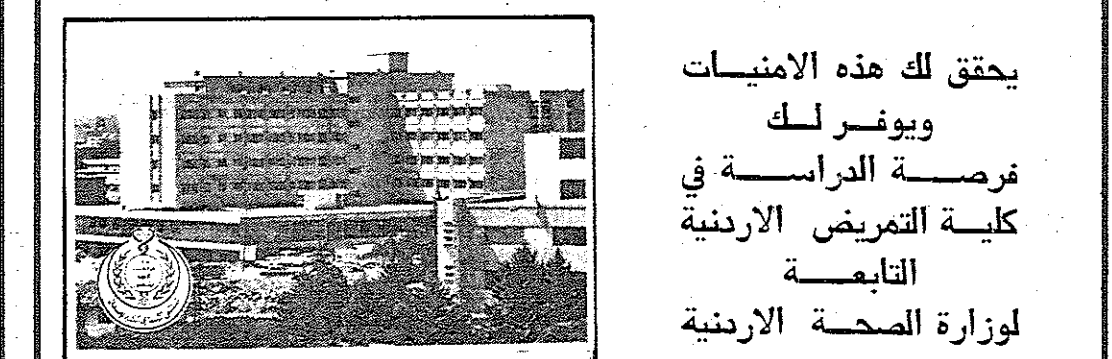 يحقق لك هذه الامنيات
ويوفر لك
فرصة الدراسة في
كلية التمريض الاردنية
التابعة
لوزارة الصحة الاردنية